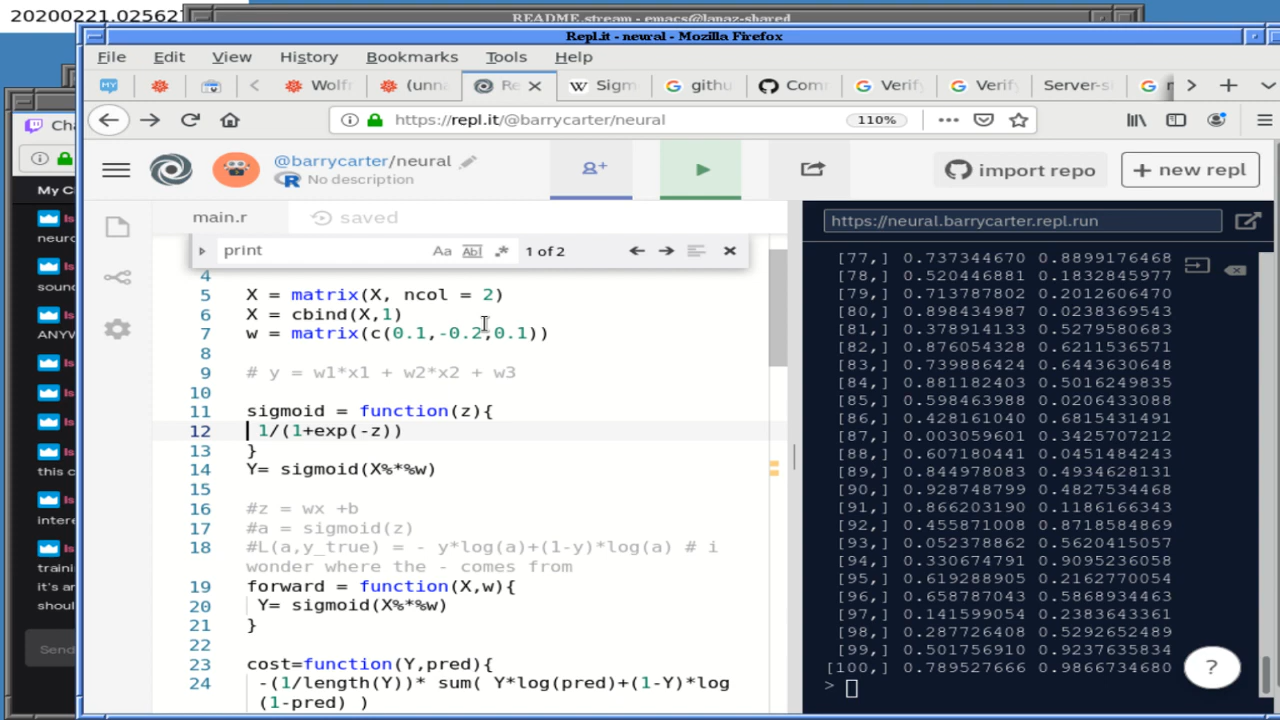 20200221.02562
README.stream - emacs@lanaz-shared
Repl.it - neural - Mozilla Firefox
File Edit View History Bookmarks Tools Help
Wolfr (unna Re Sigm githu Com Verify Verify Server-si
https://repl.it/@barrycarter/neural 110%
@barrycarter/neural
No description
import repo
+ new repl
main.r saved
print Aa Abl .* 1 of 2
4
5 X = matrix(X, ncol = 2)
6 X = cbind(X,1)
7 w = matrix(c(0.1,-0.2,0.1))
8
9 # y = w1*x1 + w2*x2 + w3
10
11 sigmoid = function(z){
12 1/(1+exp(-z))
13 }
14 Y= sigmoid(X%*%w)
15
16 #z = wx +b
17 #a = sigmoid(z)
18 #L(a,y_true) = - y*log(a)+(1-y)*log(a) # i
wonder where the - comes from
19 forward = function(X,w){
20 Y= sigmoid(X%*%w)
21 }
22
23 cost=function(Y,pred){
24 -(1/length(Y))* sum( Y*log(pred)+(1-Y)*log
(1-pred) )
https://neural.barrycarter.repl.run
[77,] 0.737344670 0.8899176468
[78,] 0.520446881 0.1832845977
[79,] 0.713787802 0.2012606470
[80,] 0.898434987 0.0238369543
[81,] 0.378914133 0.5279580683
[82,] 0.876054328 0.6211536571
[83,] 0.739886424 0.6443630648
[84,] 0.881182403 0.5016249835
[85,] 0.598463988 0.0206433088
[86,] 0.428161040 0.6815431491
[87,] 0.003059601 0.3425707212
[88,] 0.607180441 0.0451484243
[89,] 0.844978083 0.4934628131
[90,] 0.928748799 0.4827534468
[91,] 0.866203190 0.1186166343
[92,] 0.455871008 0.8718584869
[93,] 0.052378862 0.5620415057
[94,] 0.330674791 0.9095236058
[95,] 0.619288905 0.2162770054
[96,] 0.658787043 0.5868934463
[97,] 0.141599054 0.2383643361
[98,] 0.287726408 0.5292652489
[99,] 0.501756910 0.9237635834
[100,] 0.789527666 0.9866734680
>
?
Cha
My C
Is
neuro
Is
soun
Is
ANYV
Is
Is
Is
this c
Is
intere
Is
traini
it's ar
shoul
Send